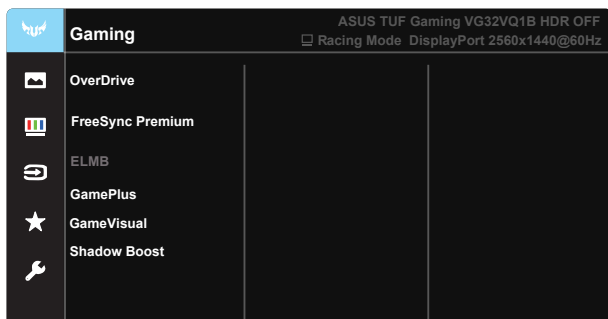 Gaming
ASUS TUF Gaming VG32VQ1B HDR OFF
Racing Mode DisplayPort 2560x1440@60Hz
OverDrive
FreeSync Premium
ELMB
GamePlus
GameVisual
Shadow Boost